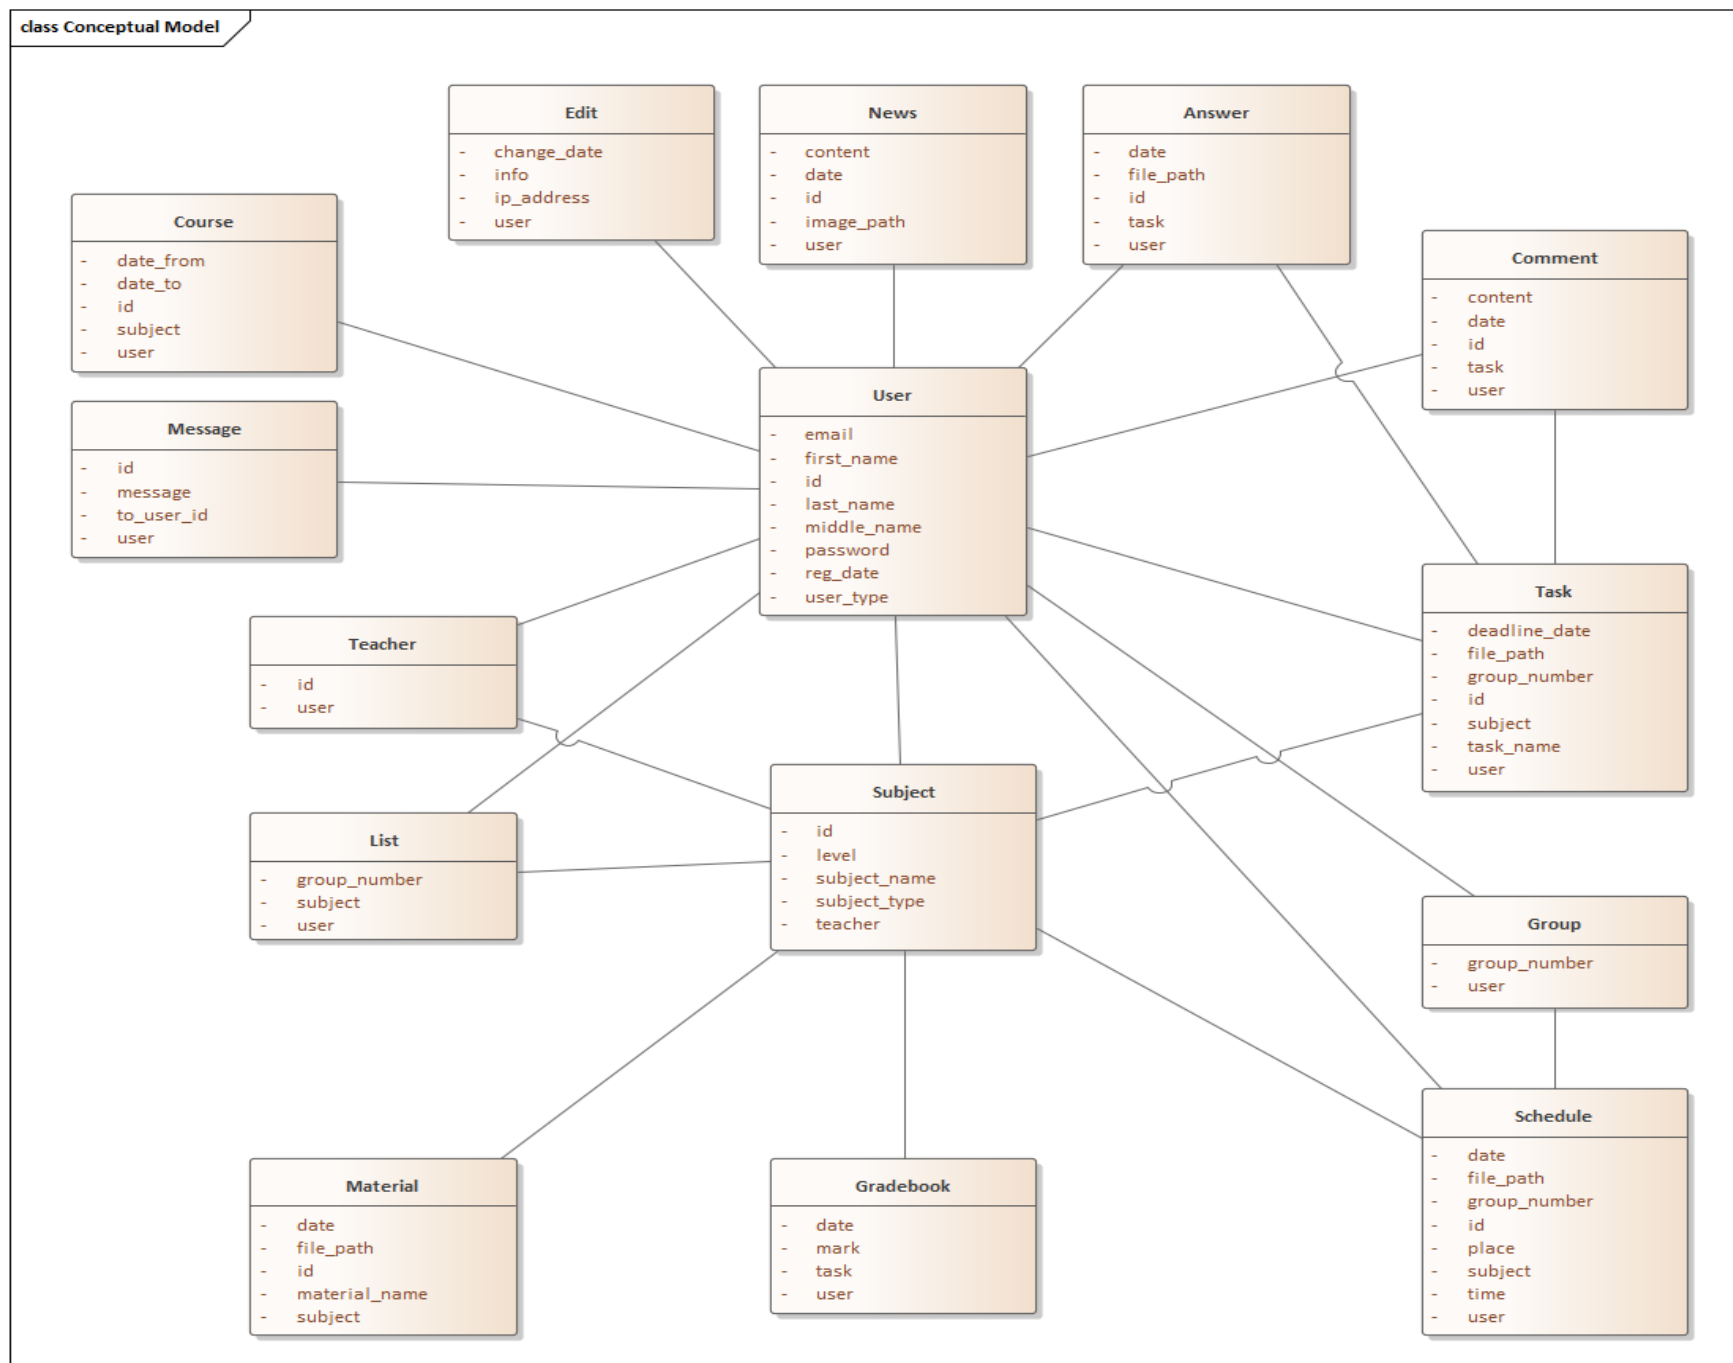 class Conceptual Model
Edit
- change_date
- info
- ip_address
- user
News
- content
- date
- id
- image_path
- user
Answer
- date
- file_path
- id
- task
- user
Course
- date_from
- date_to
- id
- subject
- user
Comment
- content
- date
- id
- task
- user
Message
- id
- message
- to_user_id
- user
User
- email
- first_name
- id
- last_name
- middle_name
- password
- reg_date
- user_type
Teacher
- id
- user
Task
- deadline_date
- file_path
- group_number
- id
- subject
- task_name
- user
List
- group_number
- subject
- user
Subject
- id
- level
- subject_name
- subject_type
- teacher
Group
- group_number
- user
Material
- date
- file_path
- id
- material_name
- subject
Gradebook
- date
- mark
- task
- user
Schedule
- date
- file_path
- group_number
- id
- place
- subject
- time
- user